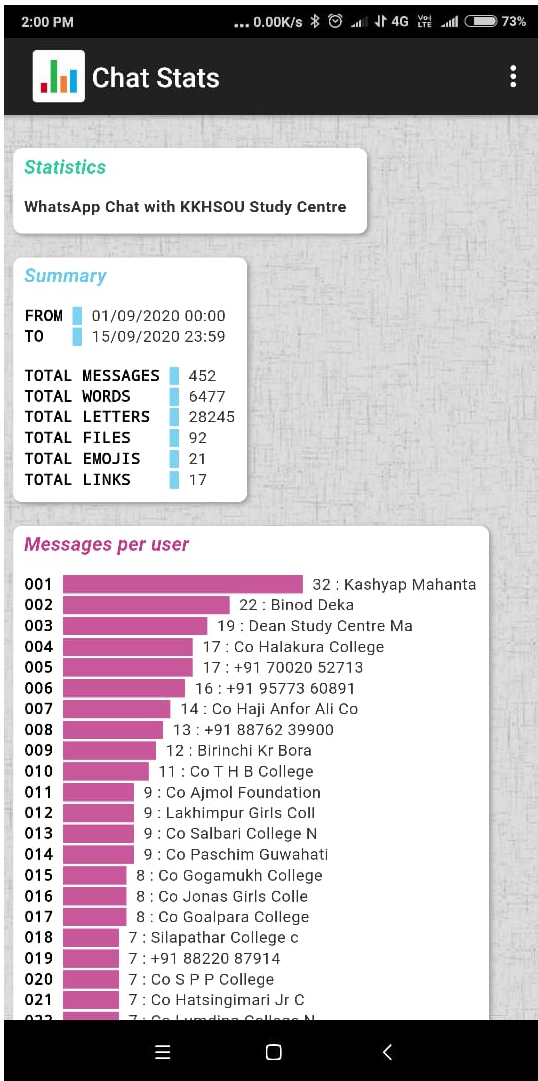 2:00 PM ... 0.00K/s 4G Vo LTE 73%
Chat Stats
Statistics
WhatsApp Chat with KKHSOU Study Centre
Summary
FROM 01/09/2020 00:00
TO 15/09/2020 23:59
TOTAL MESSAGES 452
TOTAL WORDS 6477
TOTAL LETTERS 28245
TOTAL FILES 92
TOTAL EMOJIS 21
TOTAL LINKS 17
Messages per user
001 32 : Kashyap Mahanta
002 22 : Binod Deka
003 19 : Dean Study Centre Ma
004 17 : Co Halakura College
005 17 : +91 70020 52713
006 16 : +91 95773 60891
007 14 : Co Haji Anfor Ali Co
008 13 : +91 88762 39900
009 12 : Birinchi Kr Bora
010 11 : Co T H B College
011 9 : Co Ajmol Foundation
012 9 : Lakhimpur Girls Coll
013 9 : Co Salbari College N
014 9 : Co Paschim Guwahati
015 8 : Co Gogamukh College
016 8 : Co Jonas Girls Colle
017 8 : Co Goalpara College
018 7 : Silapathar College c
019 7 : +91 88220 87914
020 7 : Co S P P College
021 7 : Co Hatsingimari Jr C
022 7 : Co Lumding College N